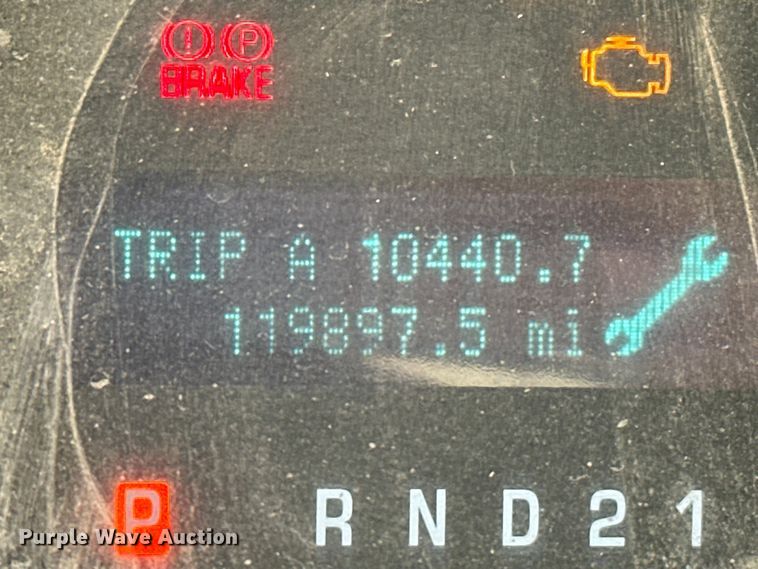 ! P
BRAKE
TRIP A 10440.7
119897.5 mi
P R N D 2 1
Purple Wave Auction